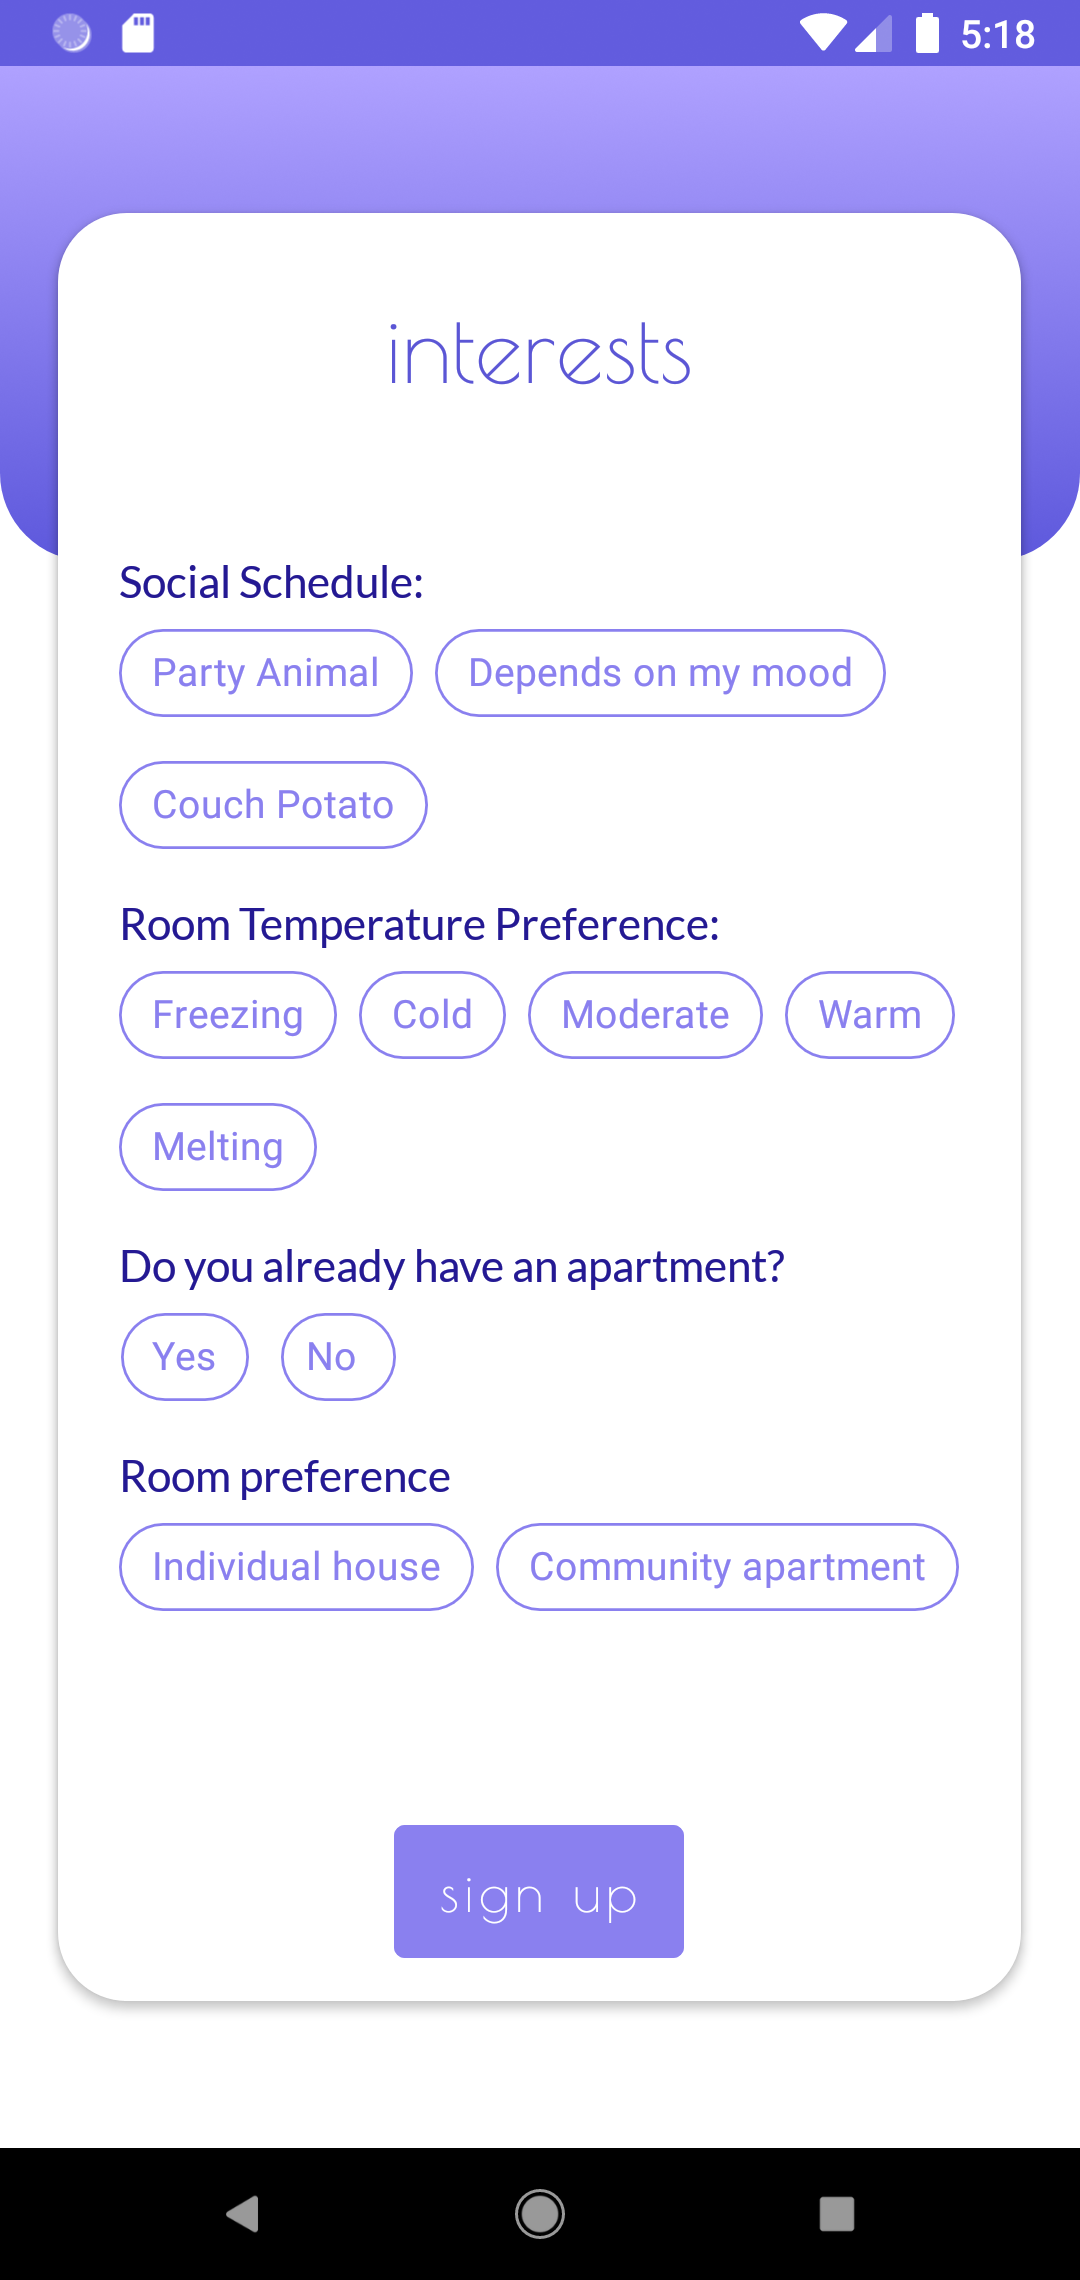 5:18
interests
Social Schedule:
Party Animal Depends on my mood
Couch Potato
Room Temperature Preference:
Freezing Cold Moderate Warm
Melting
Do you already have an apartment?
Yes No
Room preference
Individual house Community apartment
sign up